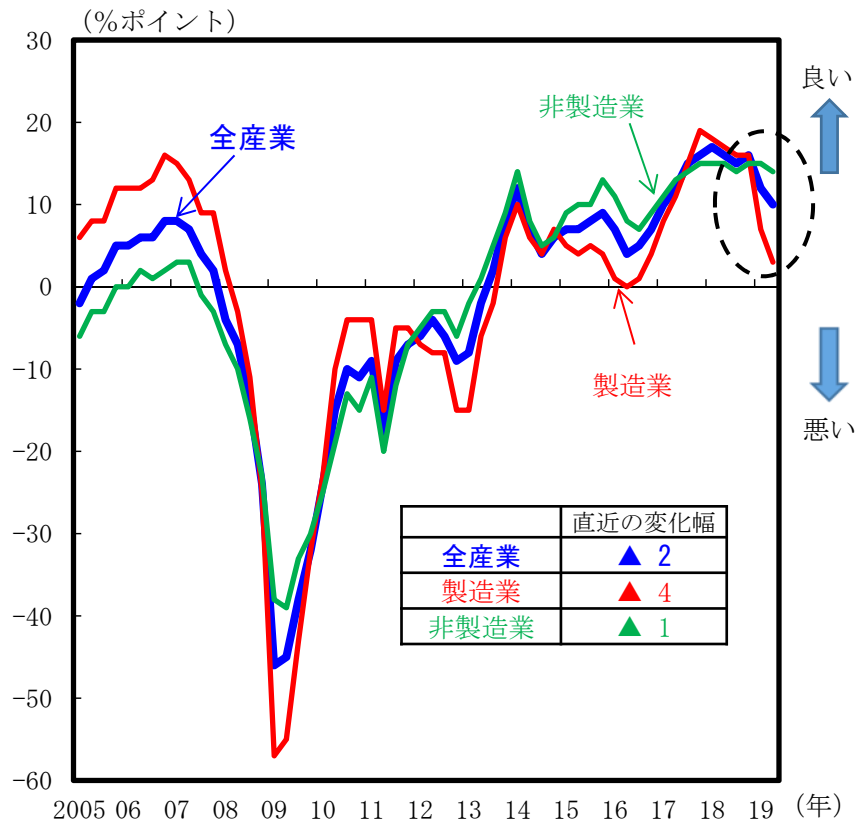 (％ポイント)
30
20
10
0
-10
-20
-30
-40
-50
-60
2005 06 07 08 09 10 11 12 13 14 15 16 17 18 19 (年)
全産業
非製造業
製造業
良い
悪い
直近の変化幅
全産業 ▲ 2
製造業 ▲ 4
非製造業 ▲ 1